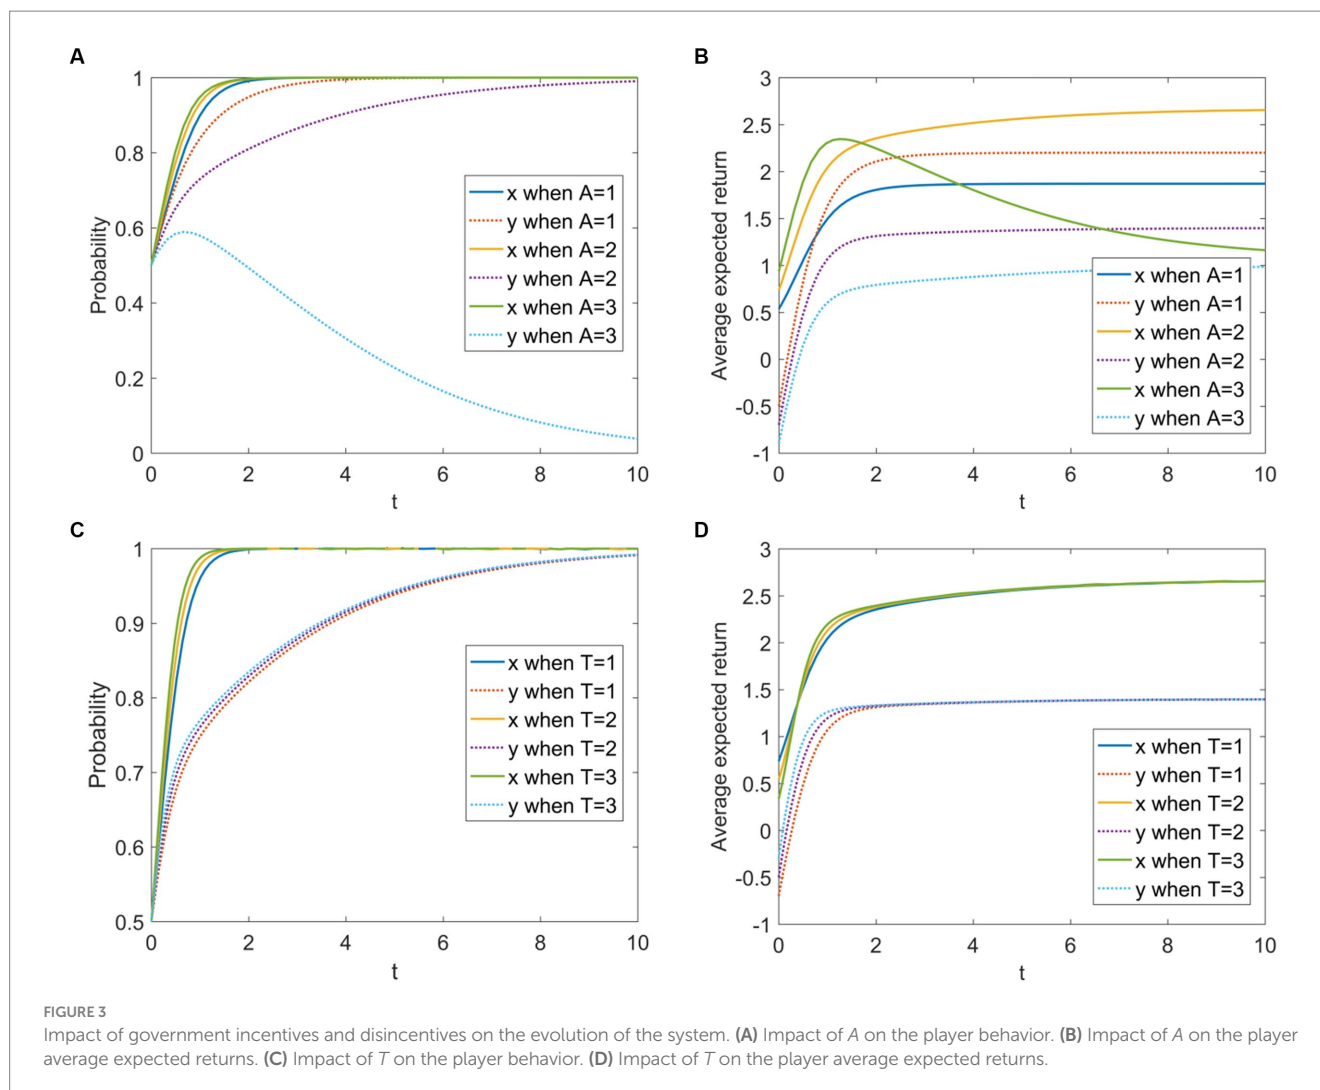 A
Probability
1
0.8
0.6
0.4
0.2
0
0 2 4 6 8 10
t
x when A=1
y when A=1
x when A=2
y when A=2
x when A=3
y when A=3
B
Average expected return
3
2.5
2
1.5
1
0.5
0
-0.5
-1
0 2 4 6 8 10
t
x when A=1
y when A=1
x when A=2
y when A=2
x when A=3
y when A=3
C
Probability
1
0.9
0.8
0.7
0.6
0.5
0 2 4 6 8 10
t
x when T=1
y when T=1
x when T=2
y when T=2
x when T=3
y when T=3
D
Average expected return
3
2.5
2
1.5
1
0.5
0
-0.5
-1
0 2 4 6 8 10
t
x when T=1
y when T=1
x when T=2
y when T=2
x when T=3
y when T=3
FIGURE 3
Impact of government incentives and disincentives on the evolution of the system. (A) Impact of A on the player behavior. (B) Impact of A on the player
average expected returns. (C) Impact of T on the player behavior. (D) Impact of T on the player average expected returns.